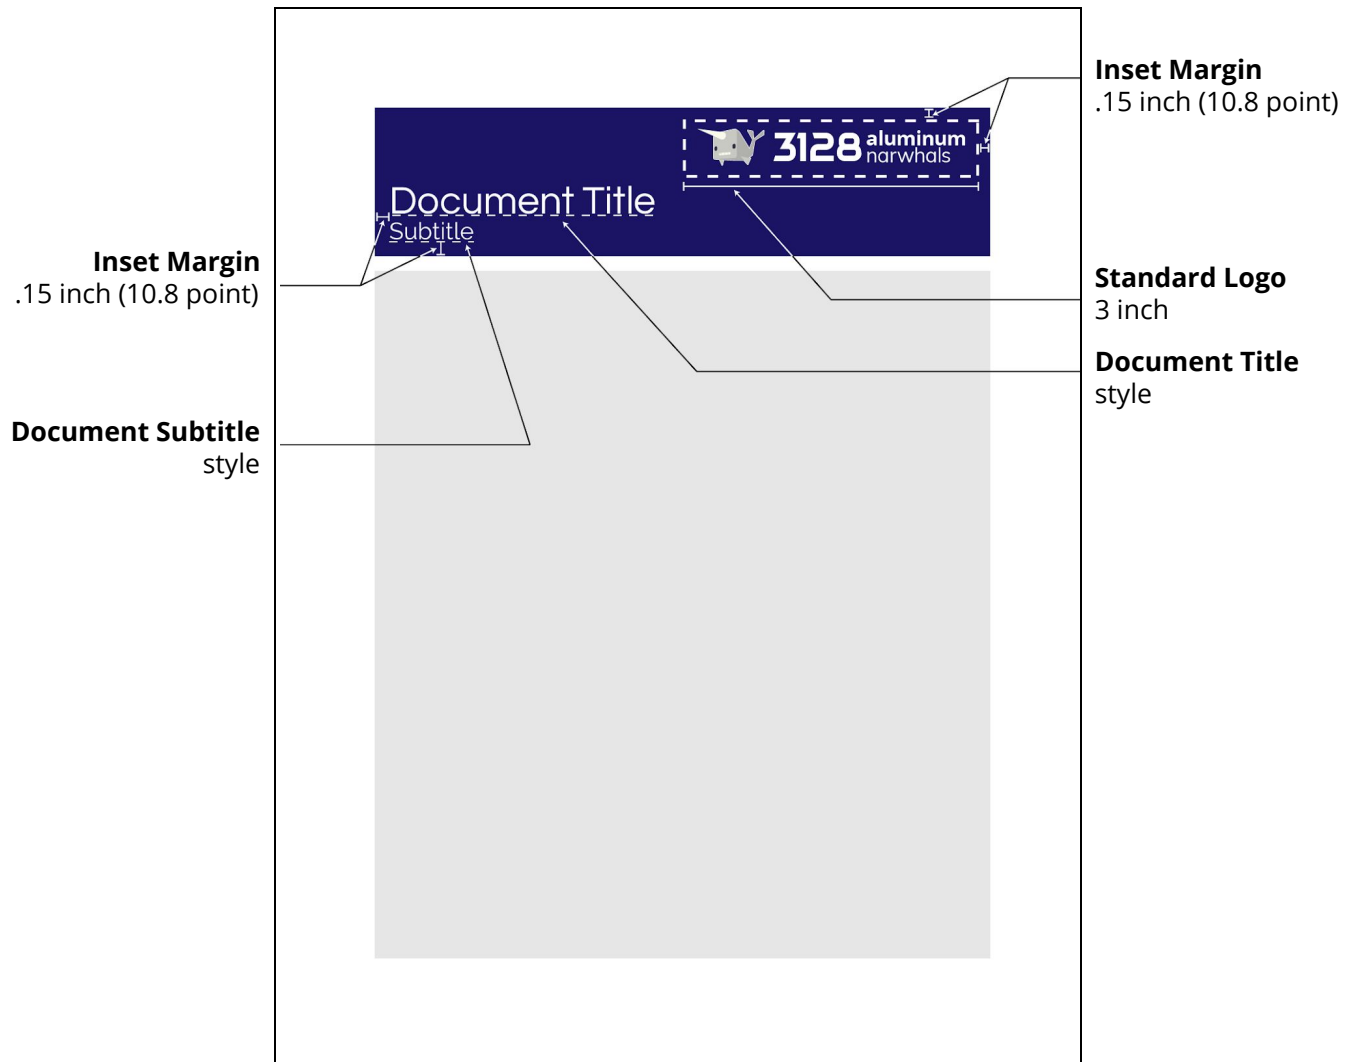 Inset Margin
.15 inch (10.8 point)
3128 aluminum
narwhals
Document Title
Subtitle
Inset Margin
.15 inch (10.8 point)
Standard Logo
3 inch
Document Title
style
Document Subtitle
style